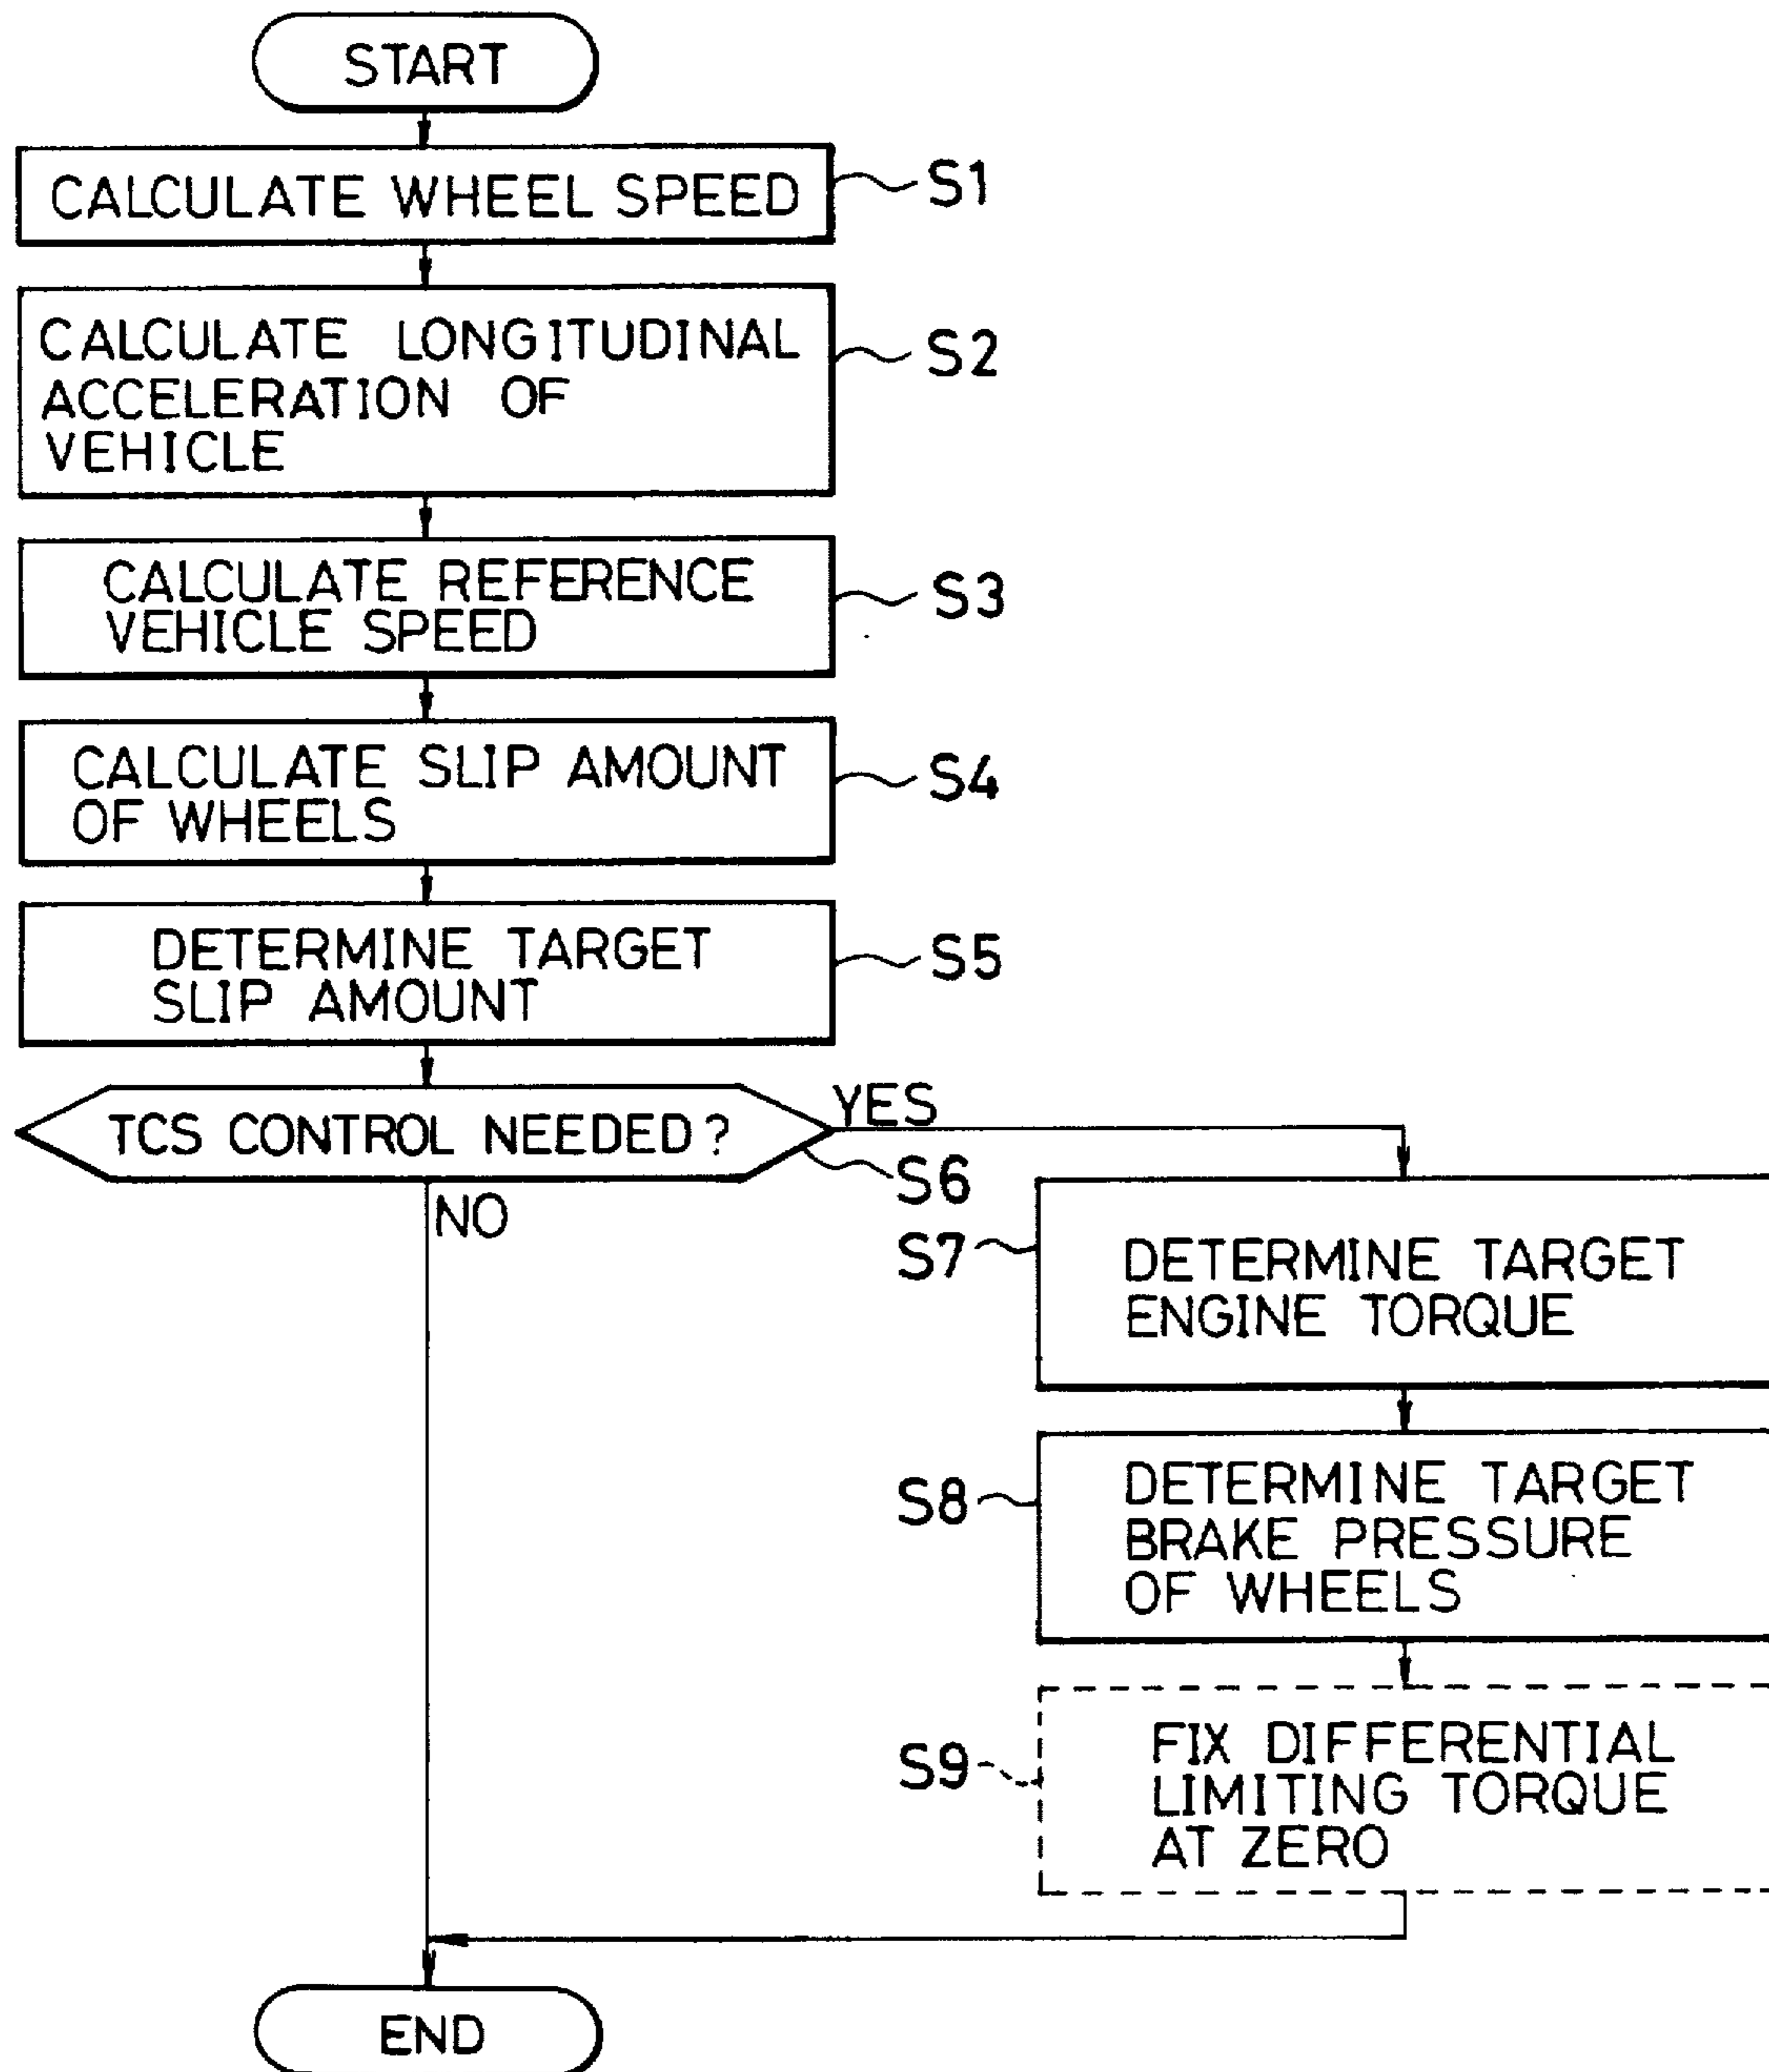 START
CALCULATE WHEEL SPEED
S1
CALCULATE LONGITUDINAL
ACCELERATION OF
VEHICLE
S2
CALCULATE REFERENCE
VEHICLE SPEED
S3
CALCULATE SLIP AMOUNT
OF WHEELS
S4
DETERMINE TARGET
SLIP AMOUNT
S5
TCS CONTROL NEEDED?
YES
S6
NO
S7
DETERMINE TARGET
ENGINE TORQUE
S8
DETERMINE TARGET
BRAKE PRESSURE
OF WHEELS
S9
FIX DIFFERENTIAL
LIMITING TORQUE
AT ZERO
END